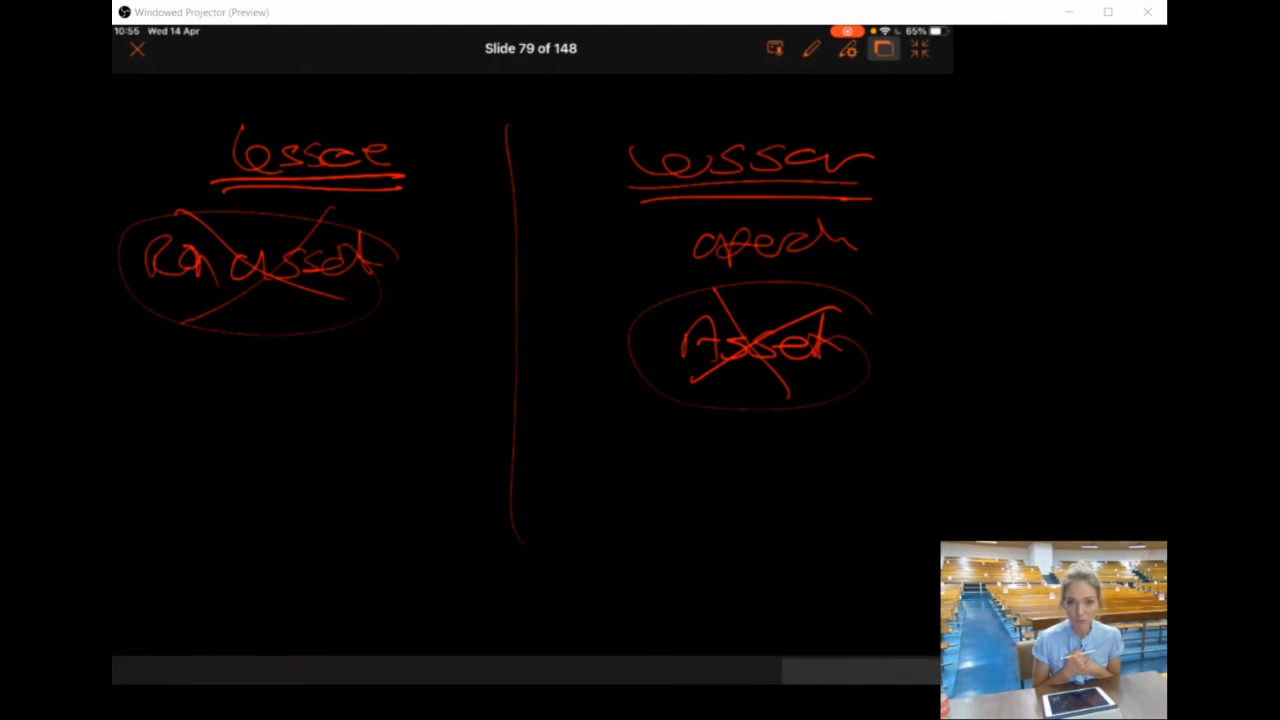 Windowed Projector (Preview)
10:55 Wed 14 Apr
65%
Slide 79 of 148
lessee
Rou asset
lessor
operat
Asset